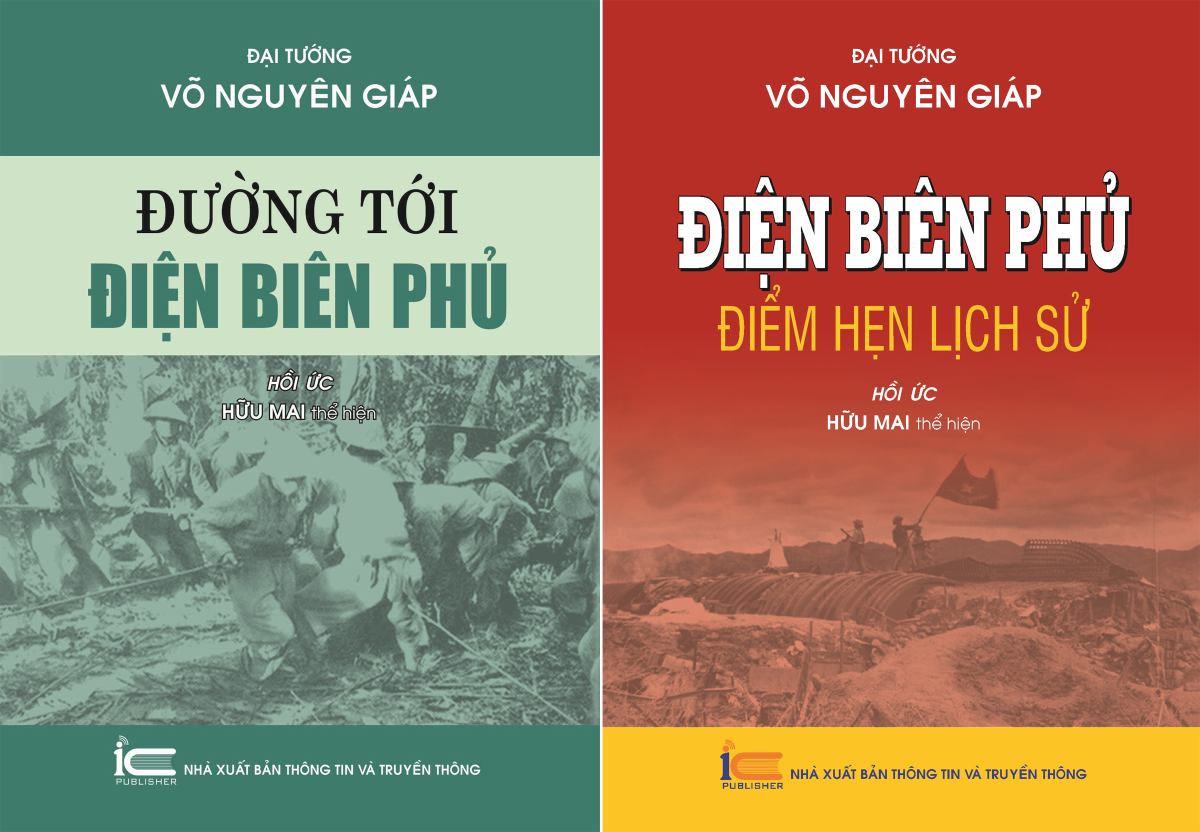 ĐẠI TƯỚNG
VÕ NGUYÊN GIÁP
ĐƯỜNG TỚI
ĐIỆN BIÊN PHỦ
HỒI ỨC
HỮU MAI thể hiện
iC
PUBLISHER
NHÀ XUẤT BẢN THÔNG TIN VÀ TRUYỀN THÔNG
ĐẠI TƯỚNG
VÕ NGUYÊN GIÁP
ĐIỆN BIÊN PHỦ
ĐIỂM HẸN LỊCH SỬ
HỒI ỨC
HỮU MAI thể hiện
iC
PUBLISHER
NHÀ XUẤT BẢN THÔNG TIN VÀ TRUYỀN THÔNG